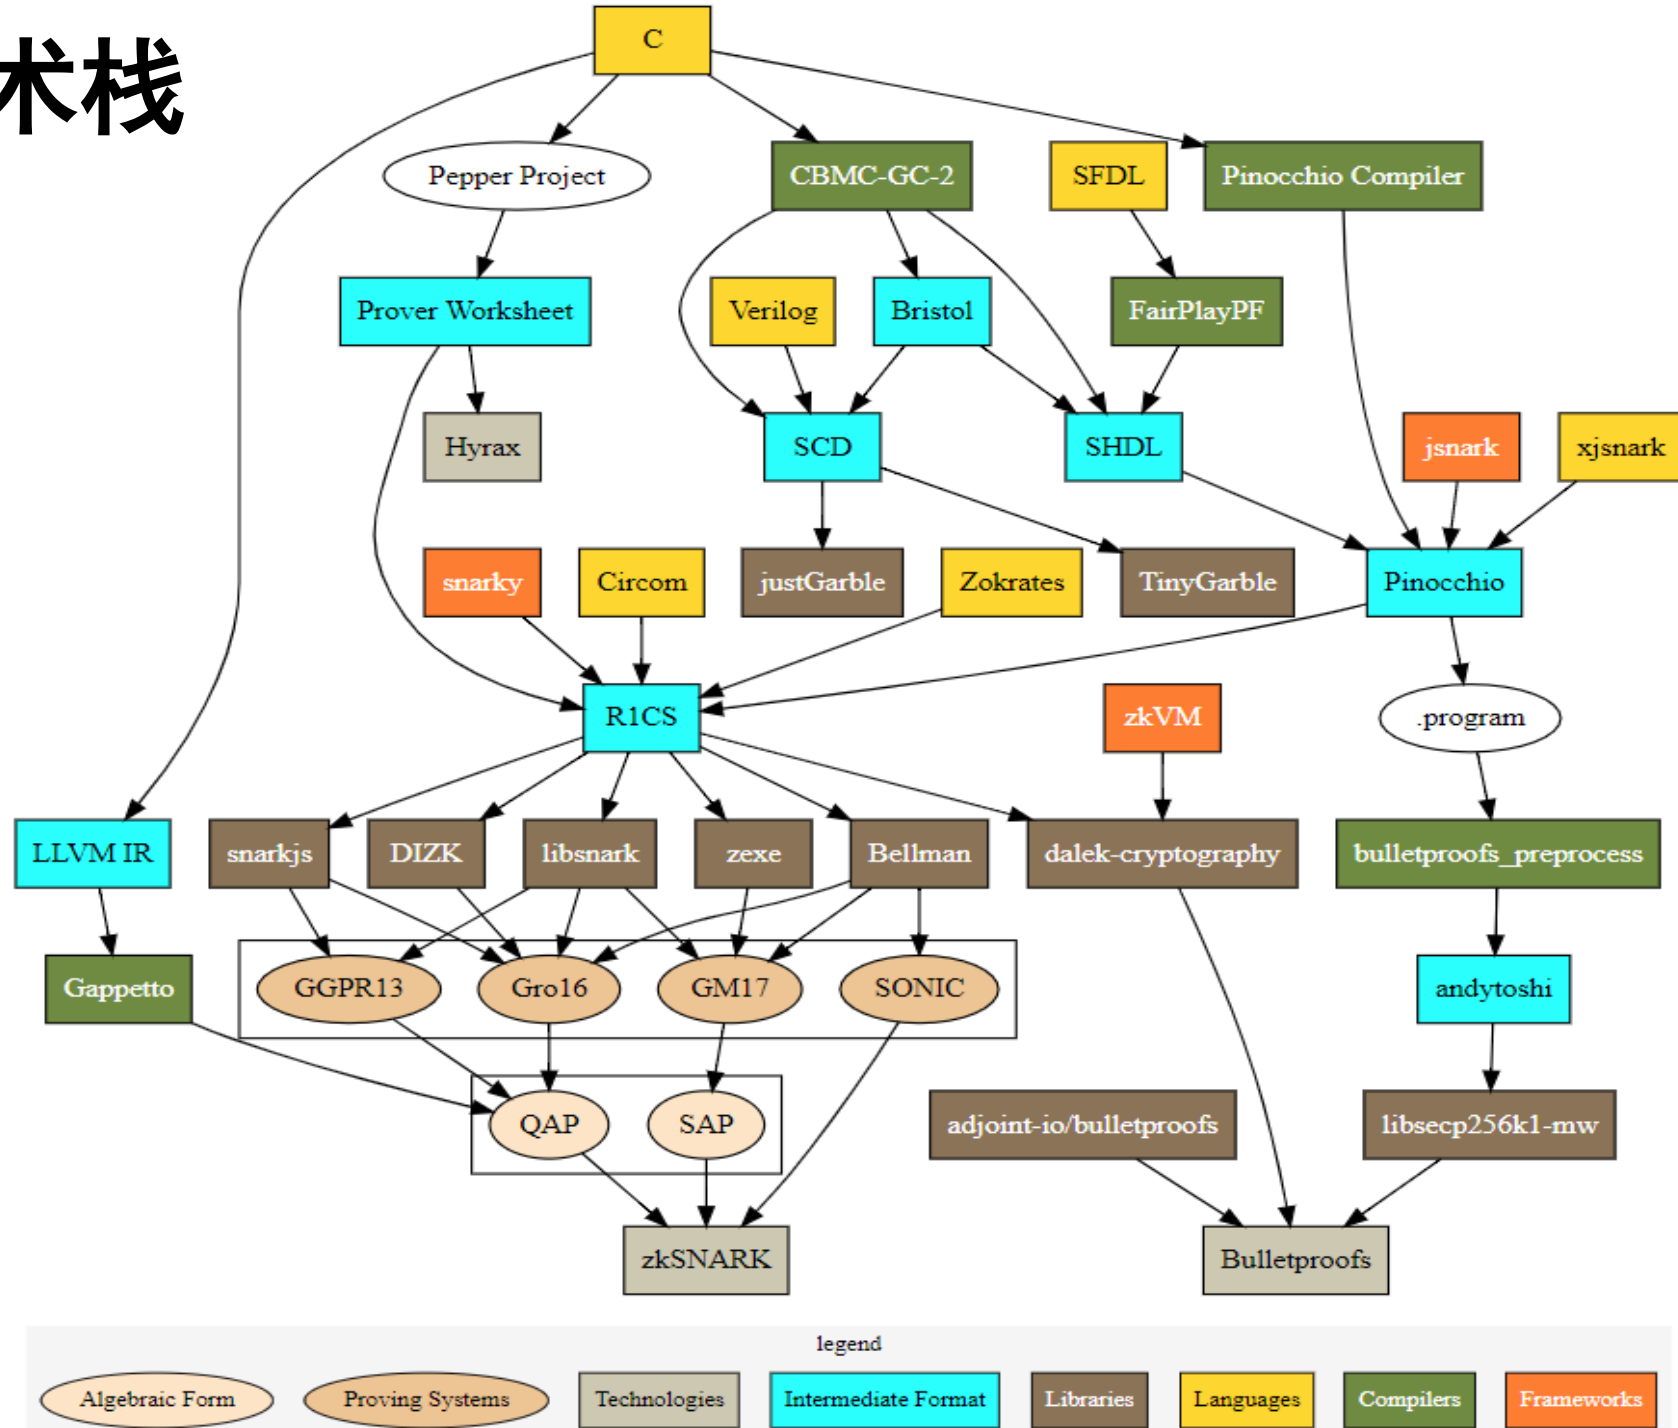 术栈
C
Pepper Project
CBMC-GC-2
SFDL
Pinocchio Compiler
Prover Worksheet
Verilog
Bristol
FairPlayPF
Hyrax
SCD
SHDL
jsnark
xjsnark
snarky
Circom
justGarble
Zokrates
TinyGarble
Pinocchio
R1CS
zkVM
.program
LLVM IR
snarkjs
DIZK
libsnark
zexe
Bellman
dalek-cryptography
bulletproofs_preprocess
Gappetto
GGPR13
Gro16
GM17
SONIC
andytoshi
QAP
SAP
adjoint-io/bulletproofs
libsecp256k1-mw
zkSNARK
Bulletproofs
legend
Algebraic Form
Proving Systems
Technologies
Intermediate Format
Libraries
Languages
Compilers
Frameworks